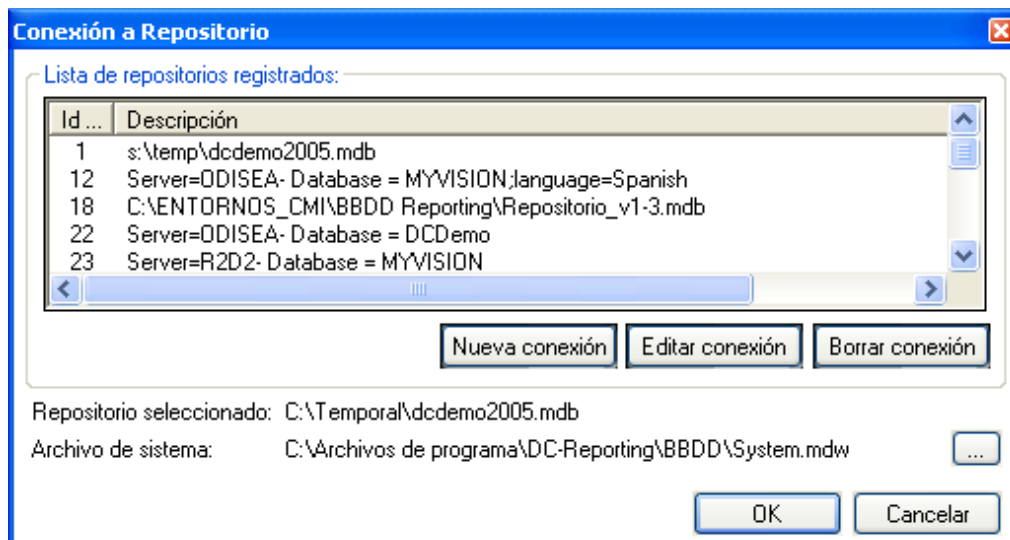 Conexión a Repositorio
Lista de repositorios registrados:
Id ... Descripción
1 s:\temp\dcdemo2005.mdb
12 Server=ODISEA- Database = MYVISION;language=Spanish
18 C:\ENTORNOS_CMI\BBDD Reporting\Repositorio_v1-3.mdb
22 Server=ODISEA- Database = DCDemo
23 Server=R2D2- Database = MYVISION
Nueva conexión Editar conexión Borrar conexión
Repositorio seleccionado: C:\Temporal\dcdemo2005.mdb
Archivo de sistema: C:\Archivos de programa\DC-Reporting\BBDD\System.mdw ...
OK Cancelar